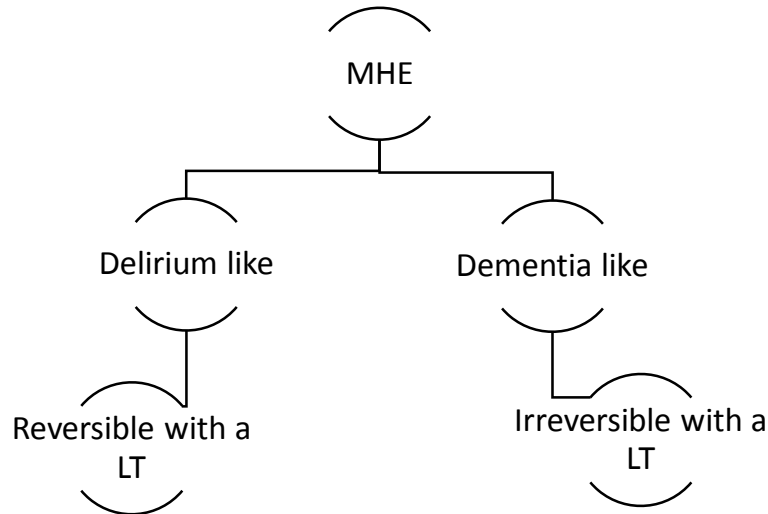 MHE
Delirium like
Dementia like
Reversible with a
LT
Irreversible with a
LT